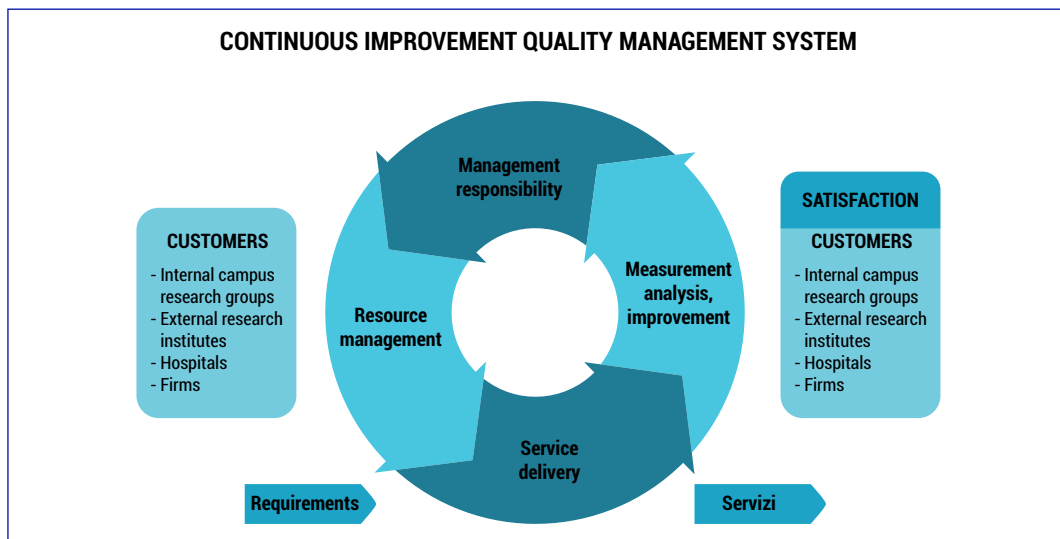 CONTINUOUS IMPROVEMENT QUALITY MANAGEMENT SYSTEM
Management
responsibility
CUSTOMERS
- Internal campus
research groups
- External research
institutes
- Hospitals
- Firms
Resource
management
Measurement
analysis,
improvement
SATISFACTION
CUSTOMERS
- Internal campus
research groups
- External research
institutes
- Hospitals
- Firms
Service
delivery
Requirements
Servizi